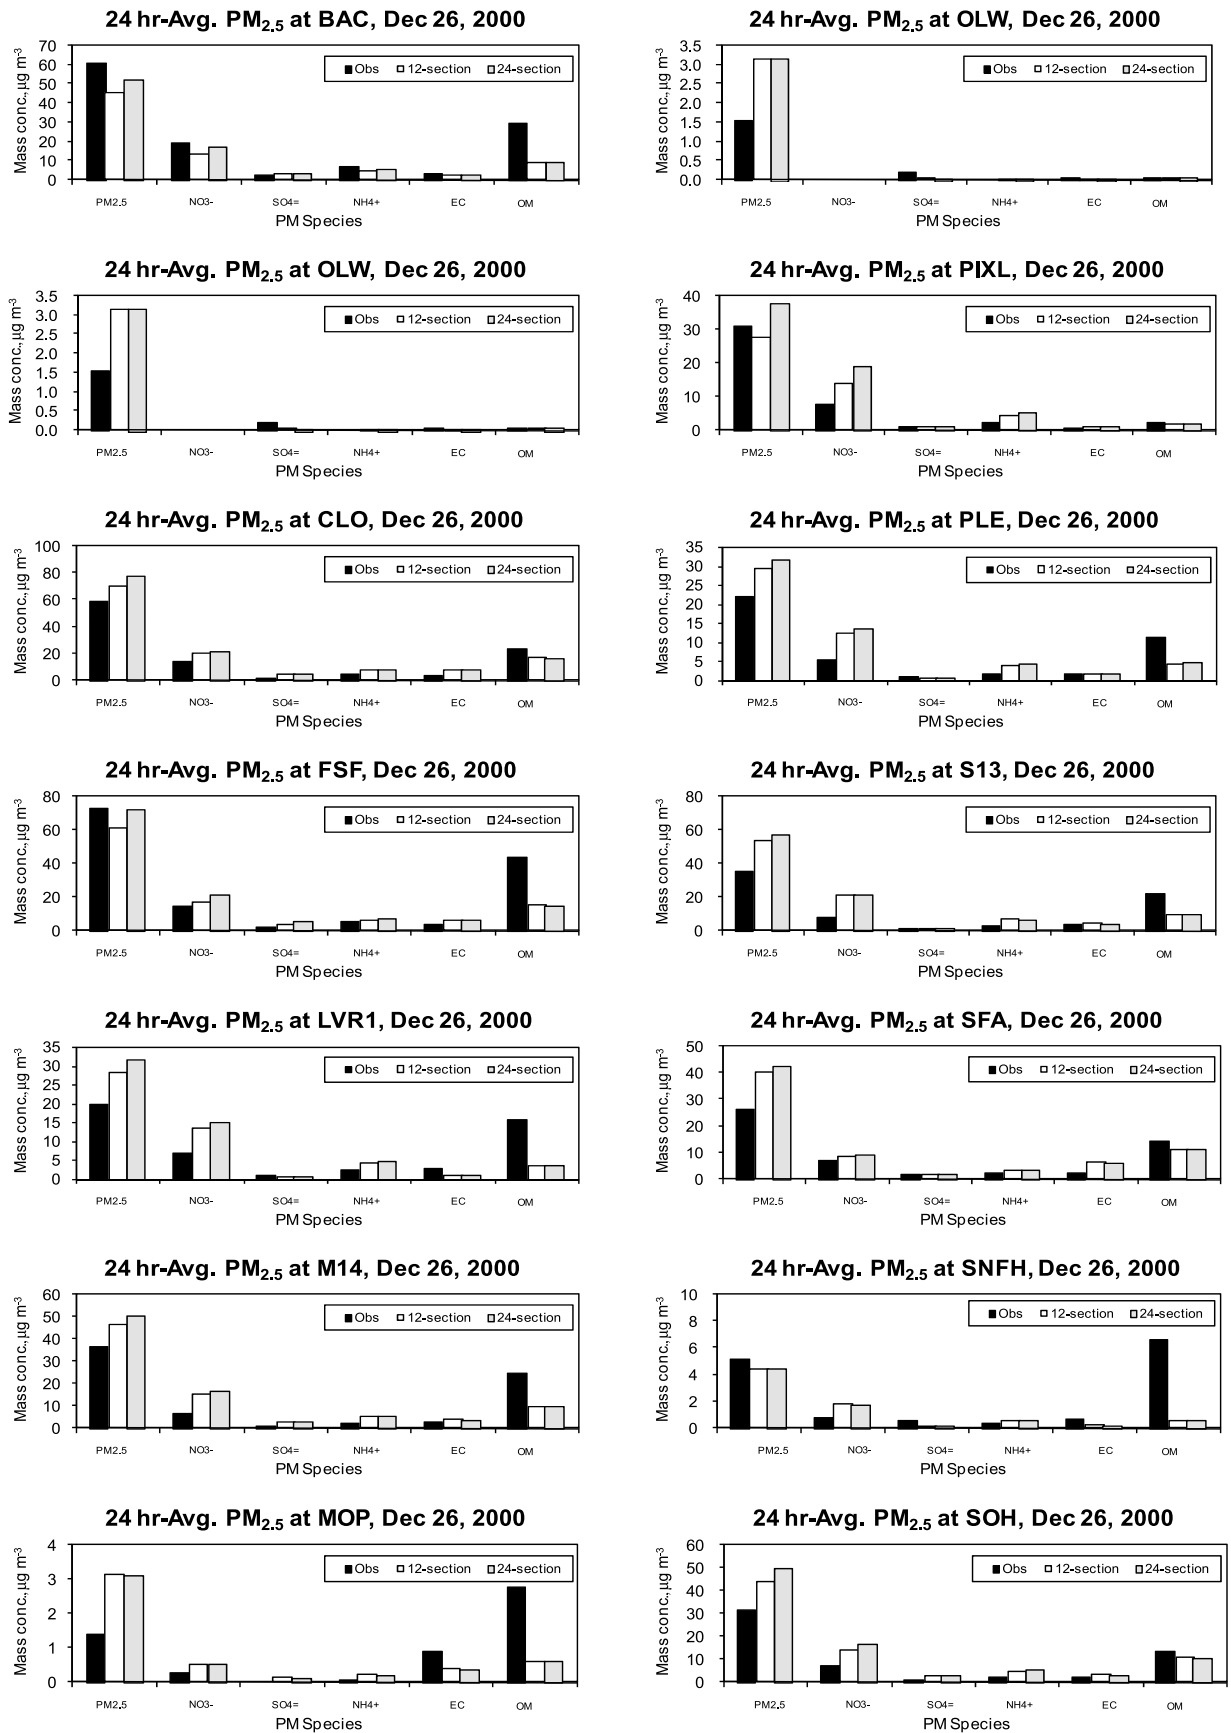 24 hr-Avg. PM2.5 at BAC, Dec 26, 2000
Mass conc., µg m-3
70
60
50
40
30
20
10
0
Obs 12-section 24-section
PM2.5 NO3- SO4= NH4+ EC OM
PM Species
24 hr-Avg. PM2.5 at OLW, Dec 26, 2000
Mass conc., µg m-3
3.5
3.0
2.5
2.0
1.5
1.0
0.5
0.0
Obs 12-section 24-section
PM2.5 NO3- SO4= NH4+ EC OM
PM Species
24 hr-Avg. PM2.5 at OLW, Dec 26, 2000
Mass conc., µg m-3
3.5
3.0
2.5
2.0
1.5
1.0
0.5
0.0
Obs 12-section 24-section
PM2.5 NO3- SO4= NH4+ EC OM
PM Species
24 hr-Avg. PM2.5 at PIXL, Dec 26, 2000
Mass conc., µg m-3
40
30
20
10
0
Obs 12-section 24-section
PM2.5 NO3- SO4= NH4+ EC OM
PM Species
24 hr-Avg. PM2.5 at CLO, Dec 26, 2000
Mass conc., µg m-3
100
80
60
40
20
0
Obs 12-section 24-section
PM2.5 NO3- SO4= NH4+ EC OM
PM Species
24 hr-Avg. PM2.5 at PLE, Dec 26, 2000
Mass conc., µg m-3
35
30
25
20
15
10
5
0
Obs 12-section 24-section
PM2.5 NO3- SO4= NH4+ EC OM
PM Species
24 hr-Avg. PM2.5 at FSF, Dec 26, 2000
Mass conc., µg m-3
80
60
40
20
0
Obs 12-section 24-section
PM2.5 NO3- SO4= NH4+ EC OM
PM Species
24 hr-Avg. PM2.5 at S13, Dec 26, 2000
Mass conc., µg m-3
80
60
40
20
0
Obs 12-section 24-section
PM2.5 NO3- SO4= NH4+ EC OM
PM Species
24 hr-Avg. PM2.5 at LVR1, Dec 26, 2000
Mass conc., µg m-3
35
30
25
20
15
10
5
0
Obs 12-section 24-section
PM2.5 NO3- SO4= NH4+ EC OM
PM Species
24 hr-Avg. PM2.5 at SFA, Dec 26, 2000
Mass conc., µg m-3
50
40
30
20
10
0
Obs 12-section 24-section
PM2.5 NO3- SO4= NH4+ EC OM
PM Species
24 hr-Avg. PM2.5 at M14, Dec 26, 2000
Mass conc., µg m-3
60
50
40
30
20
10
0
Obs 12-section 24-section
PM2.5 NO3- SO4= NH4+ EC OM
PM Species
24 hr-Avg. PM2.5 at SNFH, Dec 26, 2000
Mass conc., µg m-3
10
8
6
4
2
0
Obs 12-section 24-section
PM2.5 NO3- SO4= NH4+ EC OM
PM Species
24 hr-Avg. PM2.5 at MOP, Dec 26, 2000
Mass conc., µg m-3
4
3
2
1
0
Obs 12-section 24-section
PM2.5 NO3- SO4= NH4+ EC OM
PM Species
24 hr-Avg. PM2.5 at SOH, Dec 26, 2000
Mass conc., µg m-3
60
50
40
30
20
10
0
Obs 12-section 24-section
PM2.5 NO3- SO4= NH4+ EC OM
PM Species